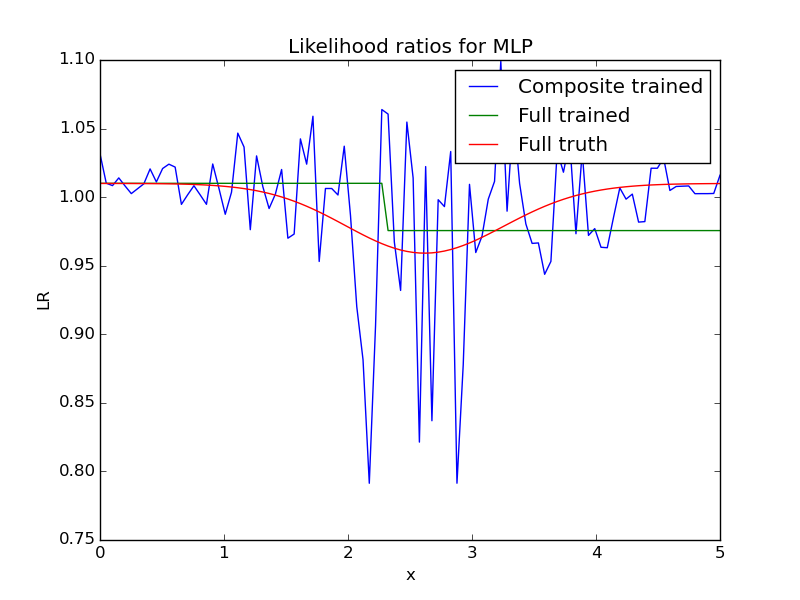 Likelihood ratios for MLP
Composite trained
Full trained
Full truth
1.10
1.05
1.00
0.95
0.90
0.85
0.80
0.75
LR
0 1 2 3 4 5
x